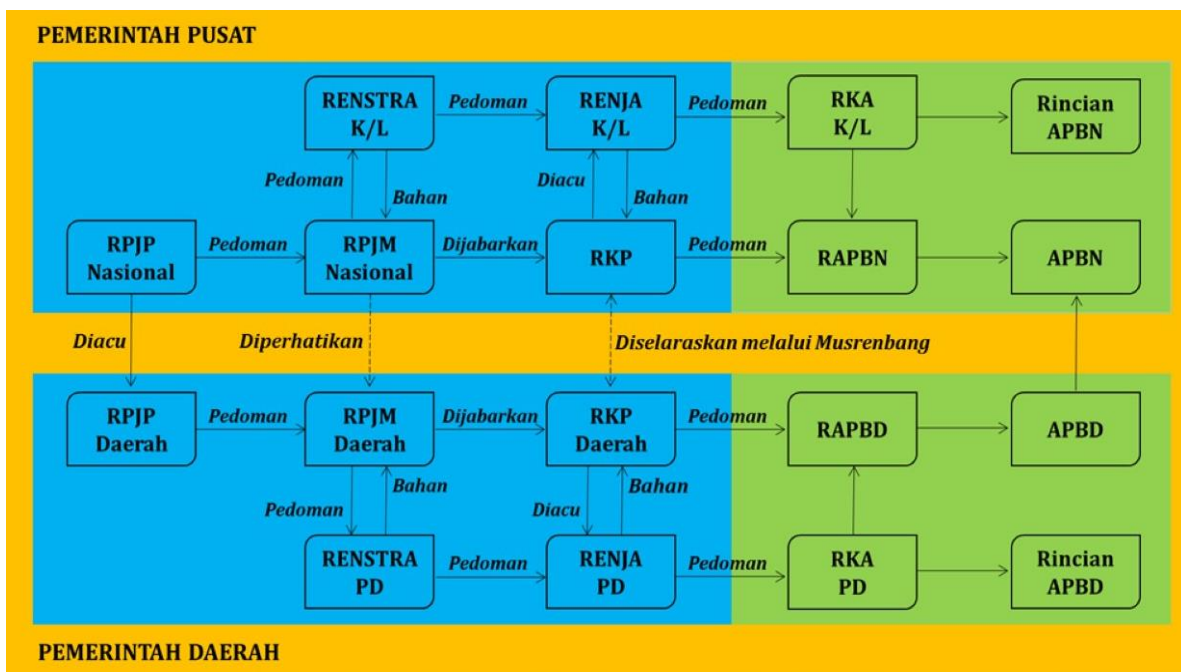 PEMERINTAH PUSAT
RENSTRA
K/L
Pedoman
RENJA
K/L
Pedoman
RKA
K/L
Rincian
APBN
Pedoman
Bahan
Diacu
Bahan
RPJP
Nasional
Pedoman
RPJM
Nasional
Dijabarkan
RKP
Pedoman
RAPBN
APBN
Diacu
Diperhatikan
Diselaraskan melalui Musrenbang
RPJP
Daerah
Pedoman
RPJM
Daerah
Dijabarkan
RKP
Daerah
Pedoman
RAPBD
APBD
Pedoman
Bahan
Diacu
Bahan
RENSTRA
PD
Pedoman
RENJA
PD
Pedoman
RKA
PD
Rincian
APBD
PEMERINTAH DAERAH